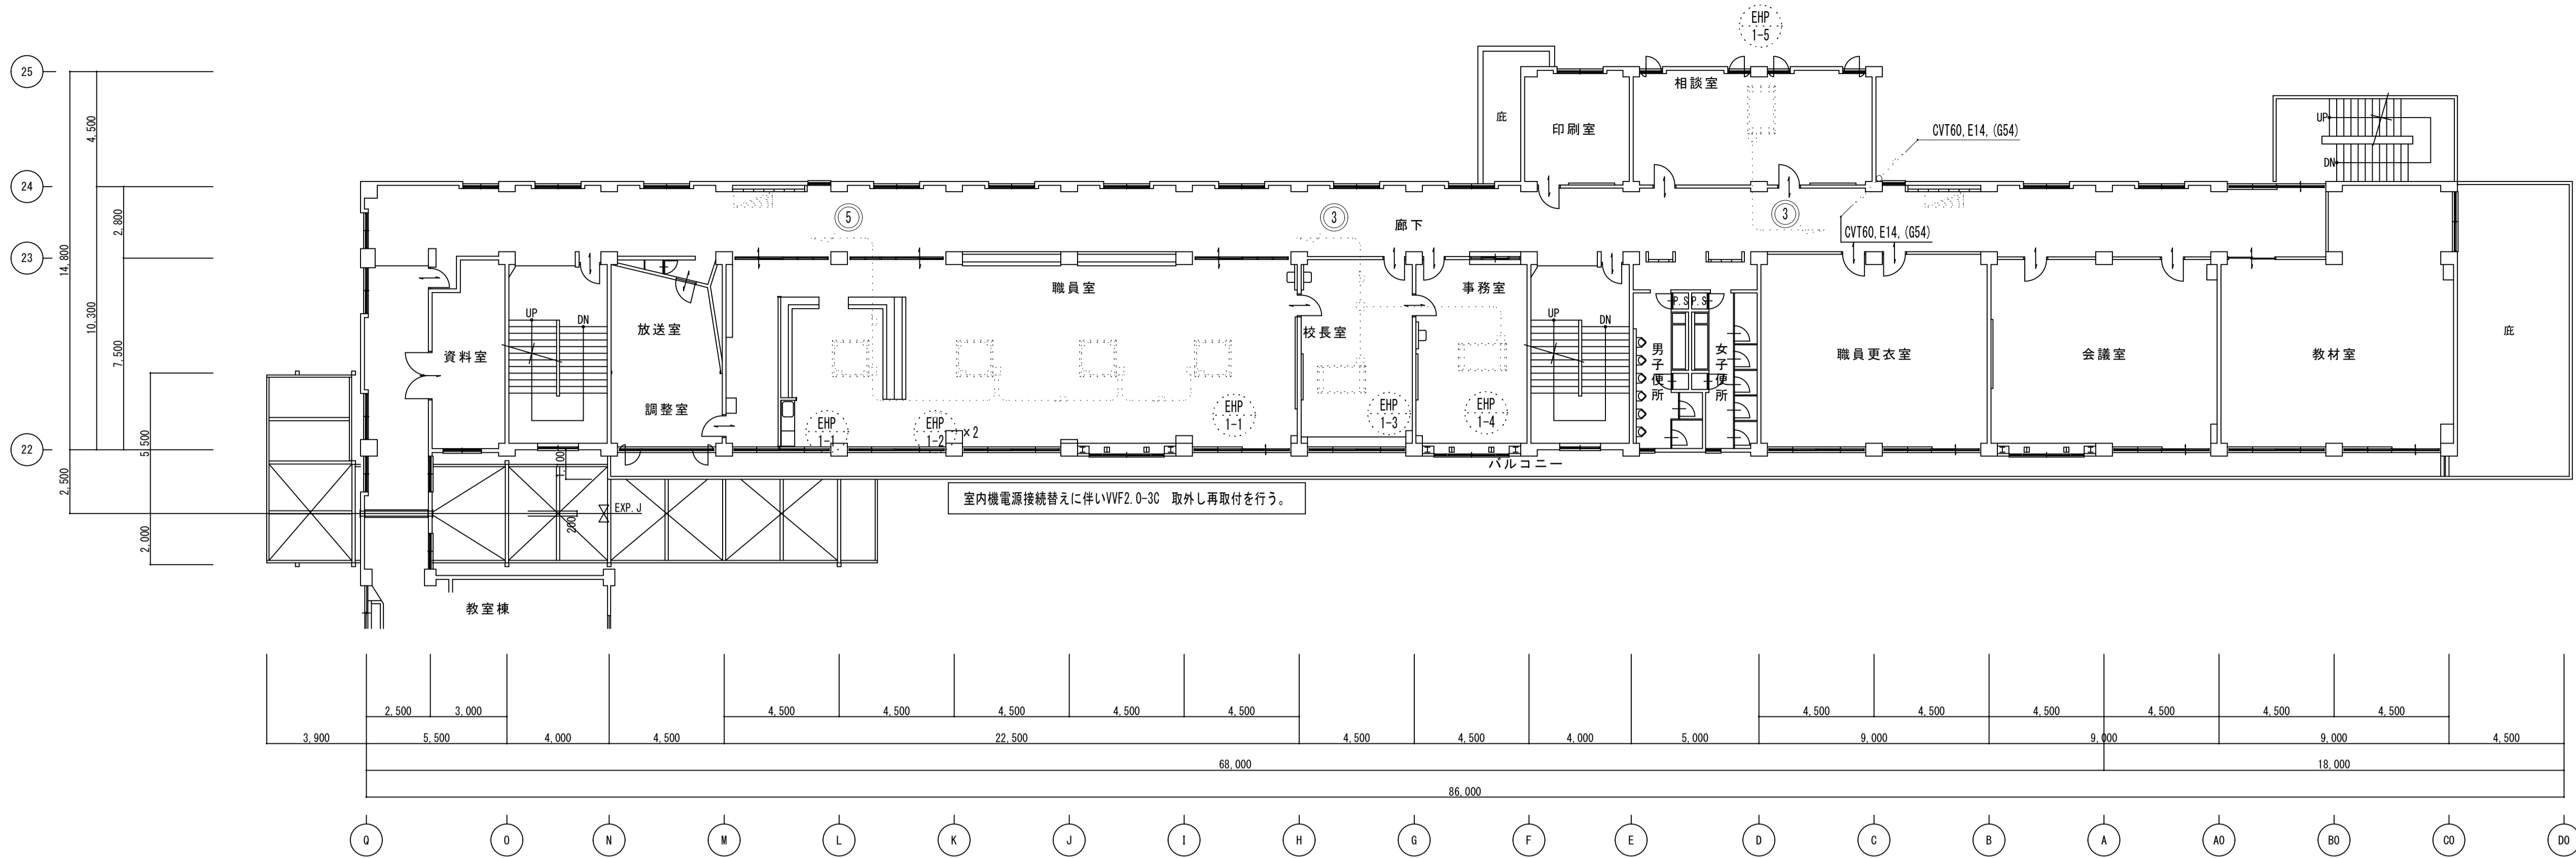 EHP
1-5
25
相談室
4,500
庇
印刷室
CVT60,E14,(G54)
UP
DN
24
2,800
5
3
廊下
3
CVT60,E14,(G54)
14,800
23
職員室
事務室
P.S
P.S
10,300
UP
DN
放送室
校長室
UP
DN
資料室
男子便所
女子便所
職員更衣室
会議室
教材室
庇
7,500
調整室
EHP
1-1
EHP
1-2
×2
EHP
1-1
EHP
1-3
EHP
1-4
5,500
22
バルコニー
2,500
室内機電源接続替えに伴いVVF2.0-3C 取外し再取付を行う。
EXP.J
200
2,000
教室棟
2,500
3,000
4,500
4,500
4,500
4,500
4,500
4,500
4,500
4,500
4,500
4,500
4,500
3,900
5,500
4,000
4,500
22,500
4,500
4,500
4,000
5,000
9,000
9,000
9,000
4,500
68,000
18,000
86,000
Q
O
N
M
L
K
J
I
H
G
F
E
D
C
B
A
A0
B0
C0
D0